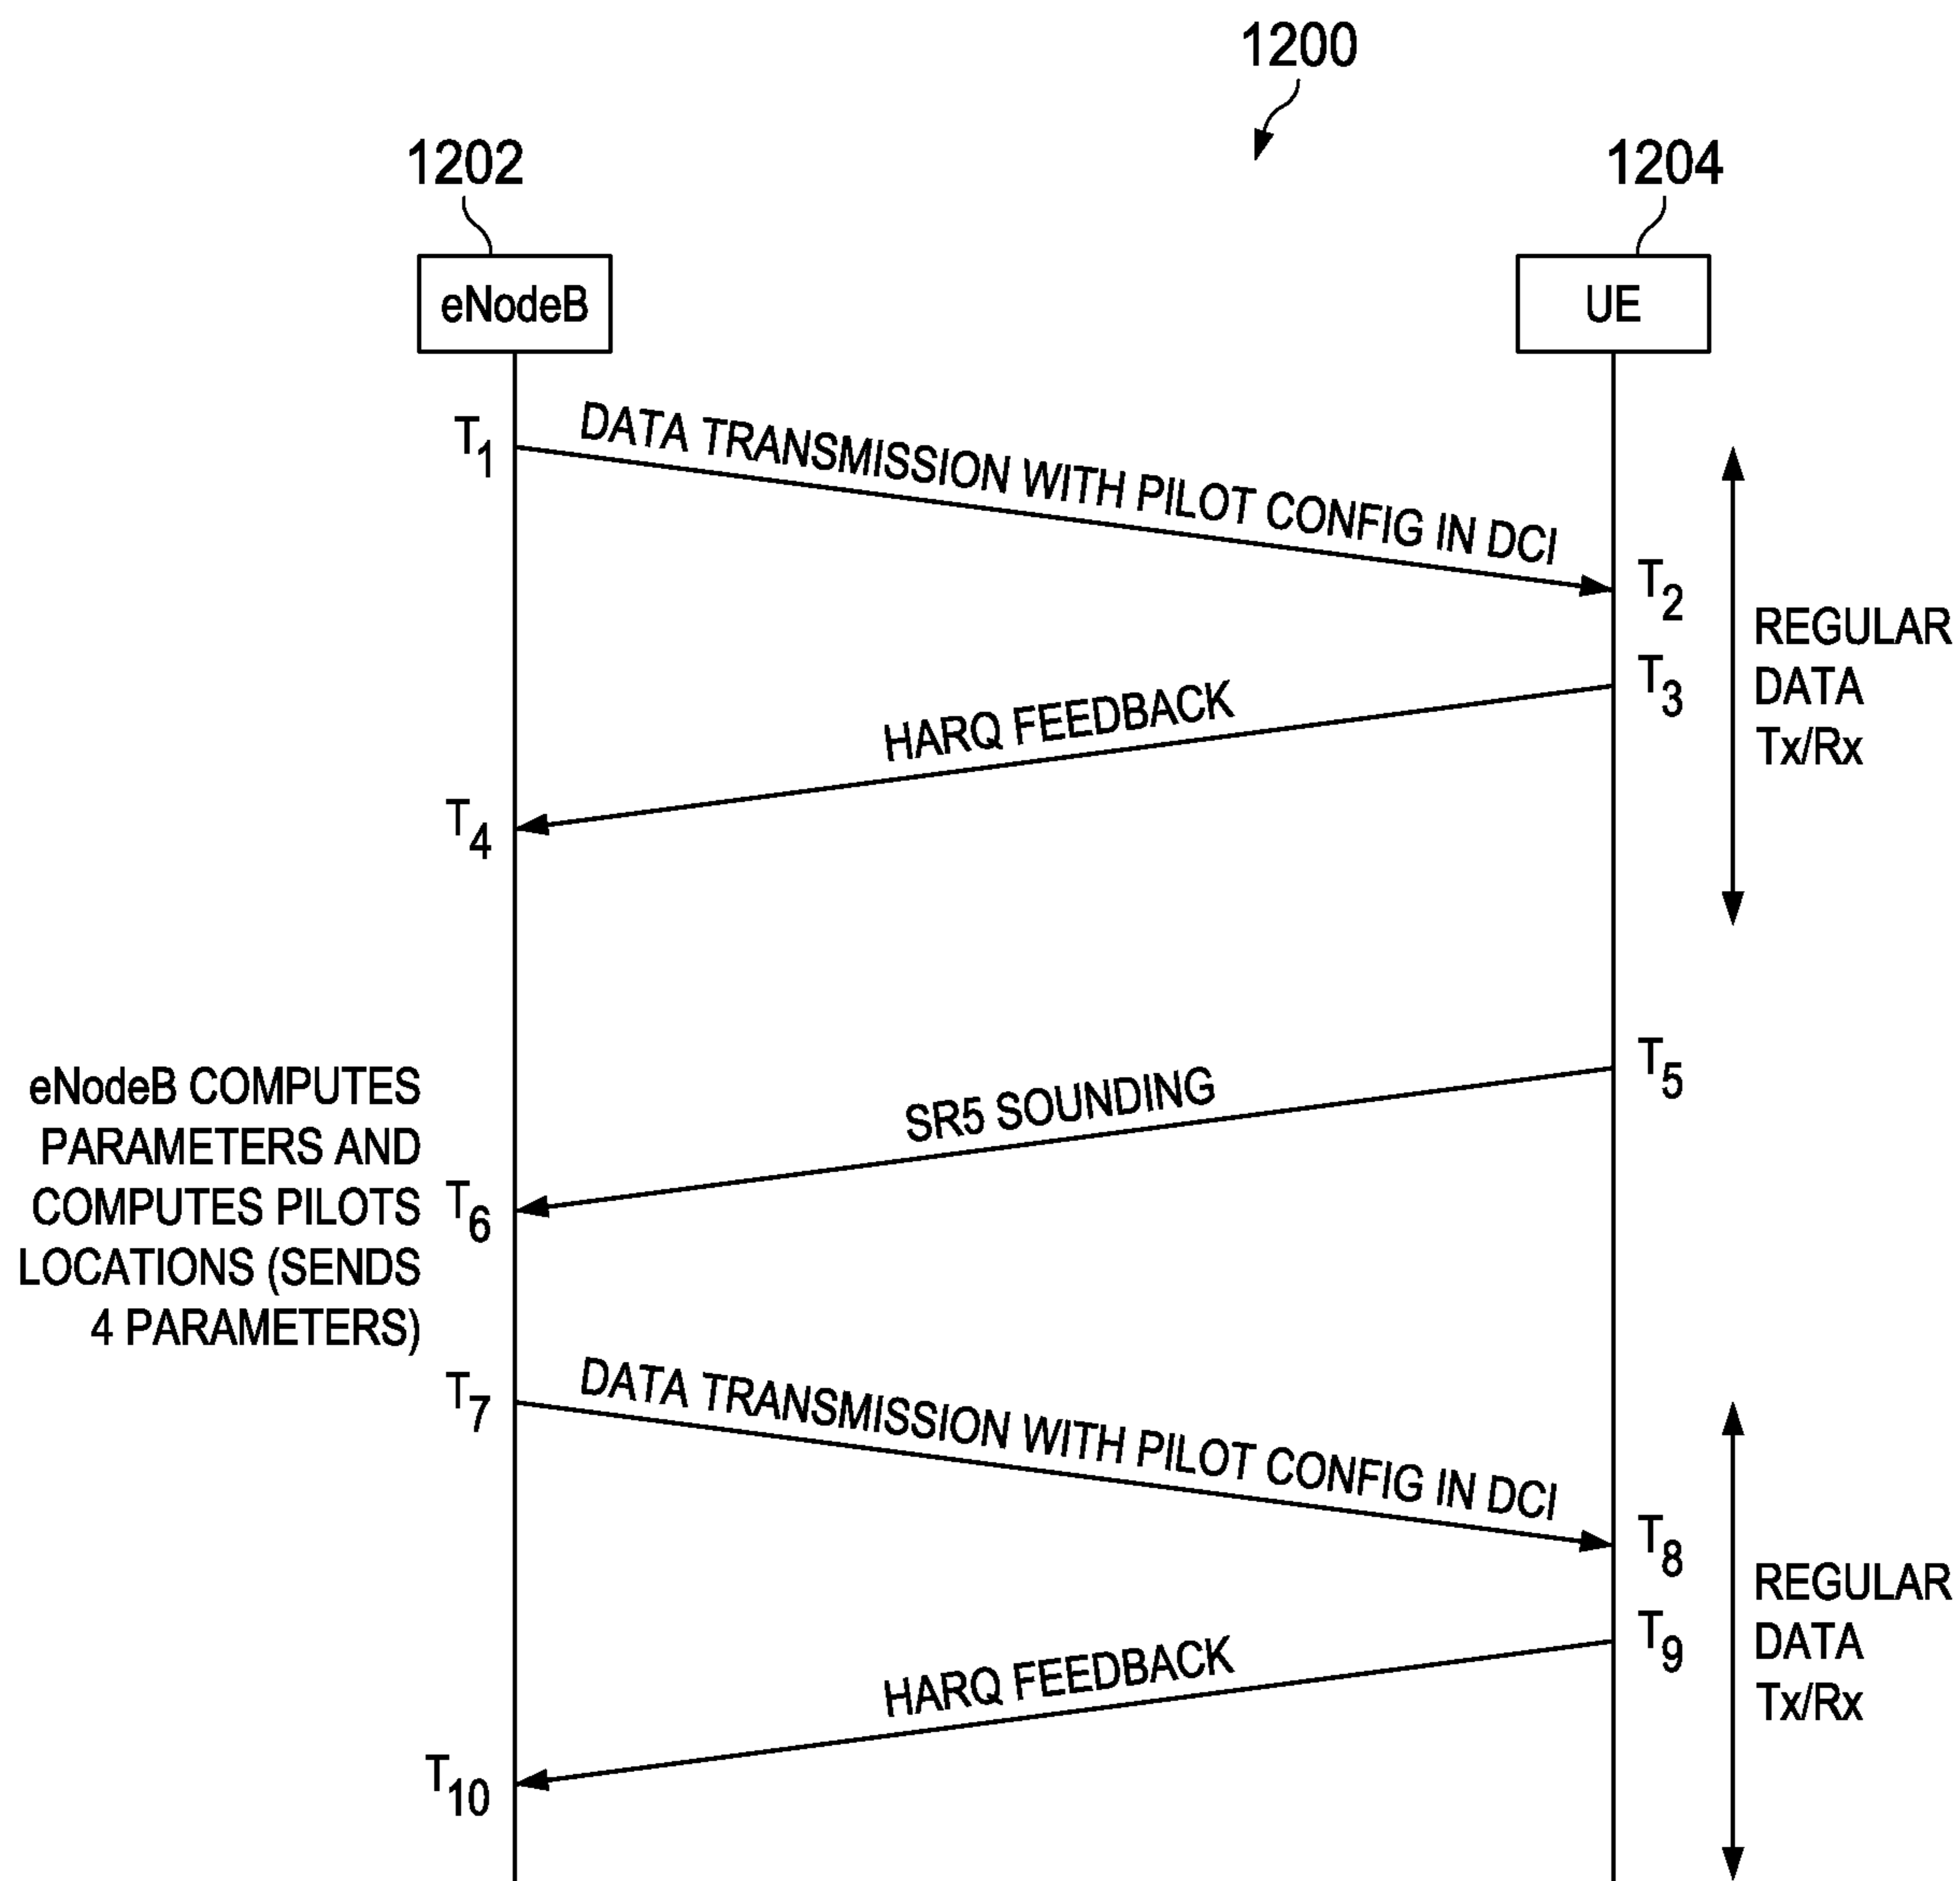 1200
1202
1204
eNodeB
UE
T1
DATA TRANSMISSION WITH PILOT CONFIG IN DCI
T2
REGULAR
DATA
Tx/Rx
T3
HARQ FEEDBACK
T4
T5
SR5 SOUNDING
eNodeB COMPUTES
PARAMETERS AND
COMPUTES PILOTS
LOCATIONS (SENDS
4 PARAMETERS)
T6
T7
DATA TRANSMISSION WITH PILOT CONFIG IN DCI
T8
REGULAR
DATA
Tx/Rx
T9
HARQ FEEDBACK
T10